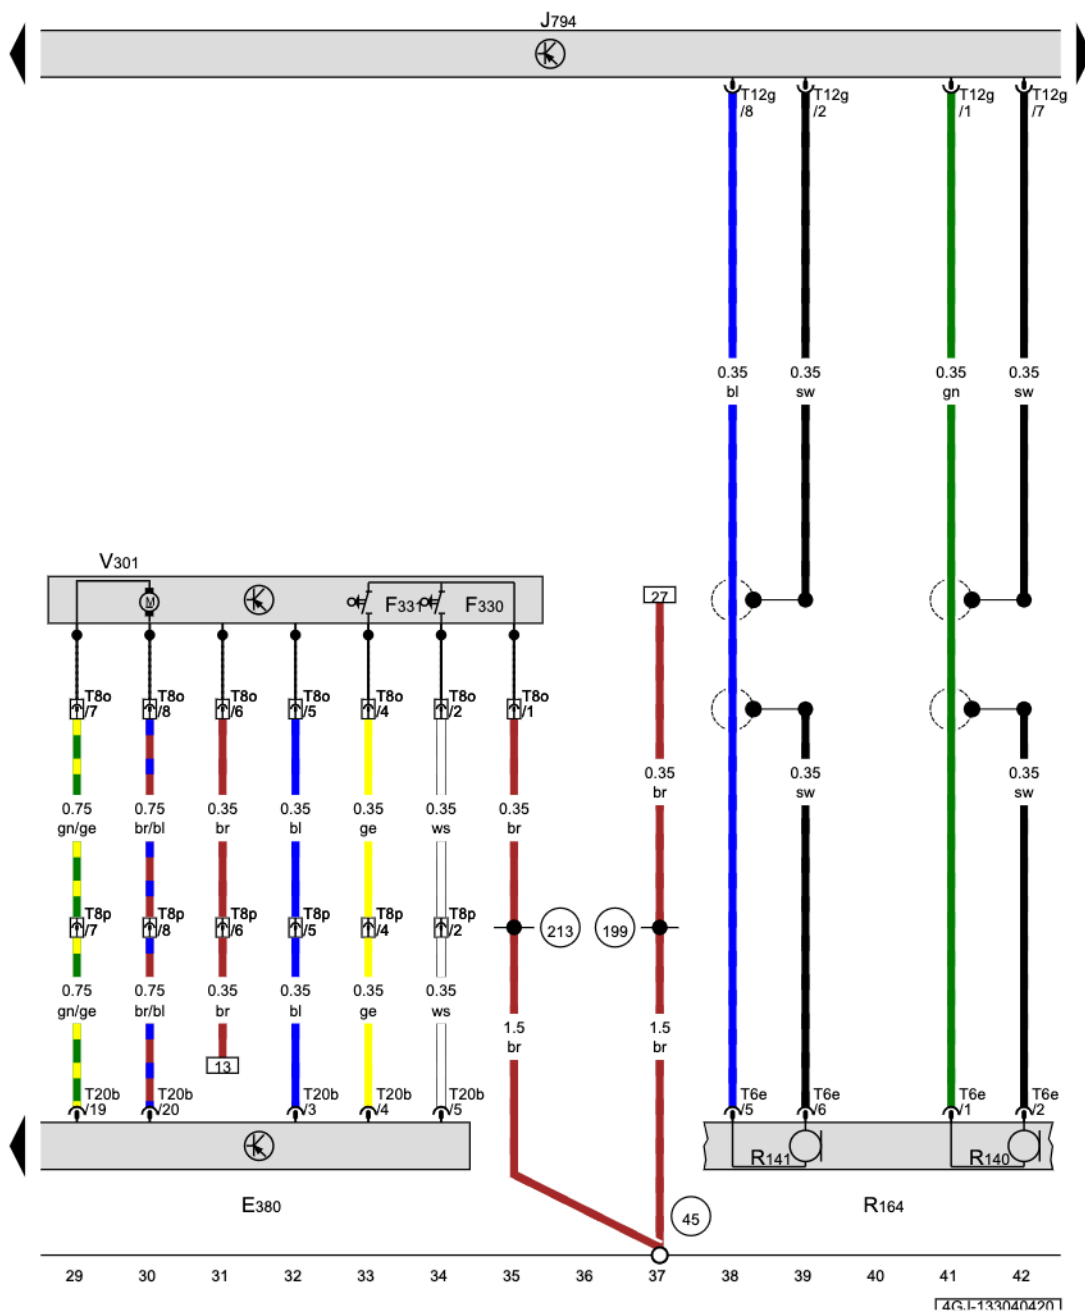 J794
T12g T12g T12g T12g
/8 /2 /1 /7
0.35 0.35 0.35 0.35
bl sw gn sw
V301
M F331 F330 27
T8o T8o T8o T8o T8o T8o T8o
/7 /8 /6 /5 /4 /2 /1
0.35 0.35 0.35
br sw sw
0.75 0.75 0.35 0.35 0.35 0.35 0.35
gn/ge br/bl br bl ge ws br
T8p T8p T8p T8p T8p T8p
/7 /8 /6 /5 /4 /2 213 199
0.75 0.75 0.35 0.35 0.35 0.35
gn/ge br/bl br bl ge ws
1.5 1.5
br br
13
T20b T20b T20b T20b T20b T6e T6e T6e T6e
/19 /20 /3 /4 /5 /5 /6 /1 /2
R141 R140
E380 R164
45
29 30 31 32 33 34 35 36 37 38 39 40 41 42
4GJ-133040420